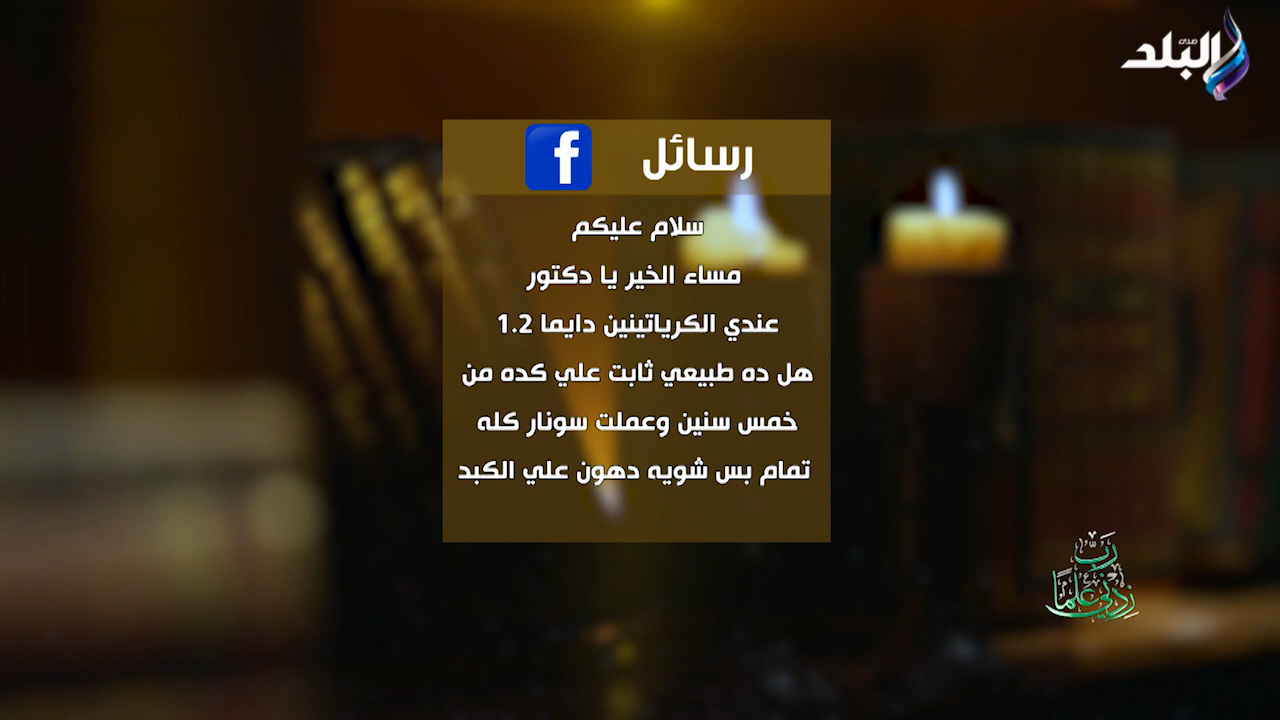 صدى
البلد
رسائل f
سلام عليكم
مساء الخير يا دكتور
عندي الكرياتينين دايما 1.2
هل ده طبيعي ثابت علي كده من
خمس سنين وعملت سونار كله
تمام بس شويه دهون علي الكبد
رَبِّ
زِدْنِي عِلْمًا